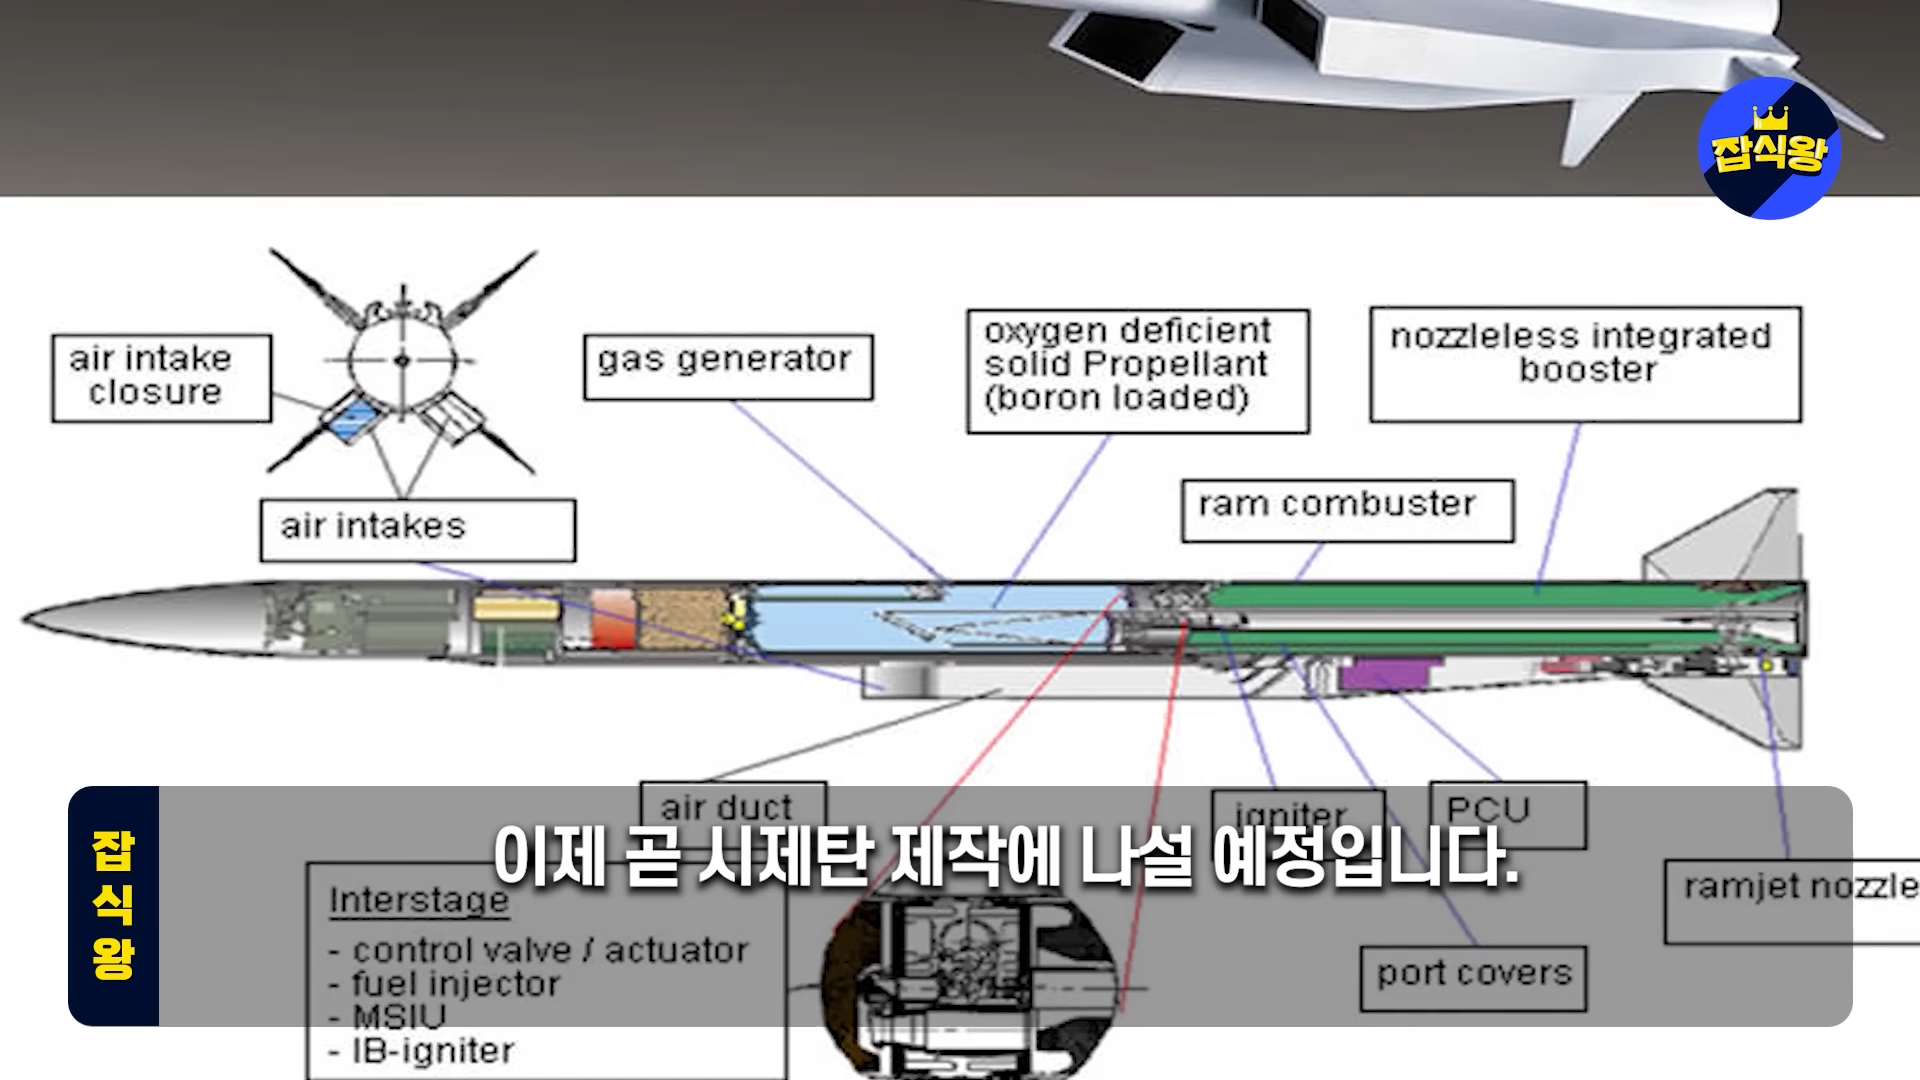 잡식왕
air intake
closure
gas generator
oxygen deficient
solid Propellant
(boron loaded)
nozzleless integrated
booster
air intakes
ram combuster
air duct
igniter
PCU
이제 곧 시제탄 제작에 나설 예정입니다.
잡
식
왕
ramjet nozzle
Interstage
- control valve / actuator
- fuel injector
- MSIU
- IB-igniter
port covers